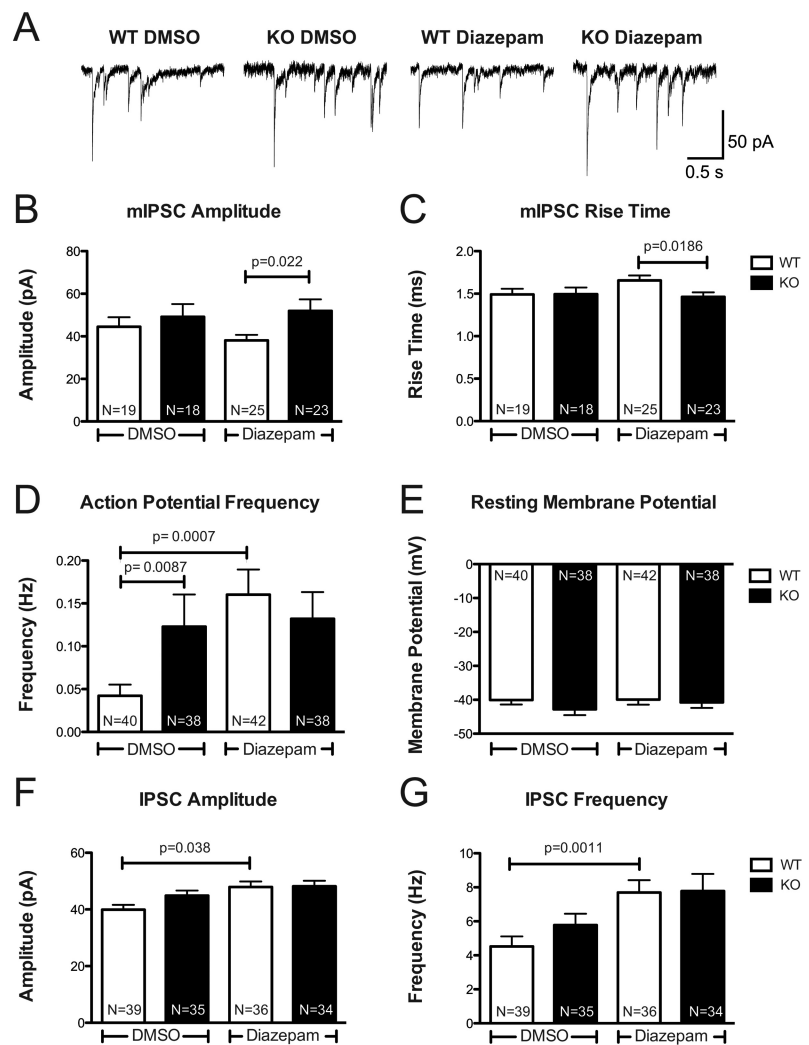 A
WT DMSO
KO DMSO
WT Diazepam
KO Diazepam
50 pA
0.5 s
B
mIPSC Amplitude
Amplitude (pA)
80
60
40
20
0
p=0.022
N=19
N=18
N=25
N=23
DMSO
Diazepam
C
mIPSC Rise Time
Rise Time (ms)
2.0
1.5
1.0
0.5
0.0
p=0.0186
N=19
N=18
N=25
N=23
DMSO
Diazepam
WT
KO
D
Action Potential Frequency
Frequency (Hz)
0.20
0.15
0.10
0.05
0.00
p= 0.0007
p= 0.0087
N=40
N=38
N=42
N=38
DMSO
Diazepam
E
Resting Membrane Potential
Membrane Potential (mV)
0
-10
-20
-30
-40
-50
N=40
N=38
N=42
N=38
DMSO
Diazepam
WT
KO
F
IPSC Amplitude
Amplitude (pA)
60
40
20
0
p=0.038
N=39
N=35
N=36
N=34
DMSO
Diazepam
G
IPSC Frequency
Frequency (Hz)
10
8
6
4
2
0
p=0.0011
N=39
N=35
N=36
N=34
DMSO
Diazepam
WT
KO